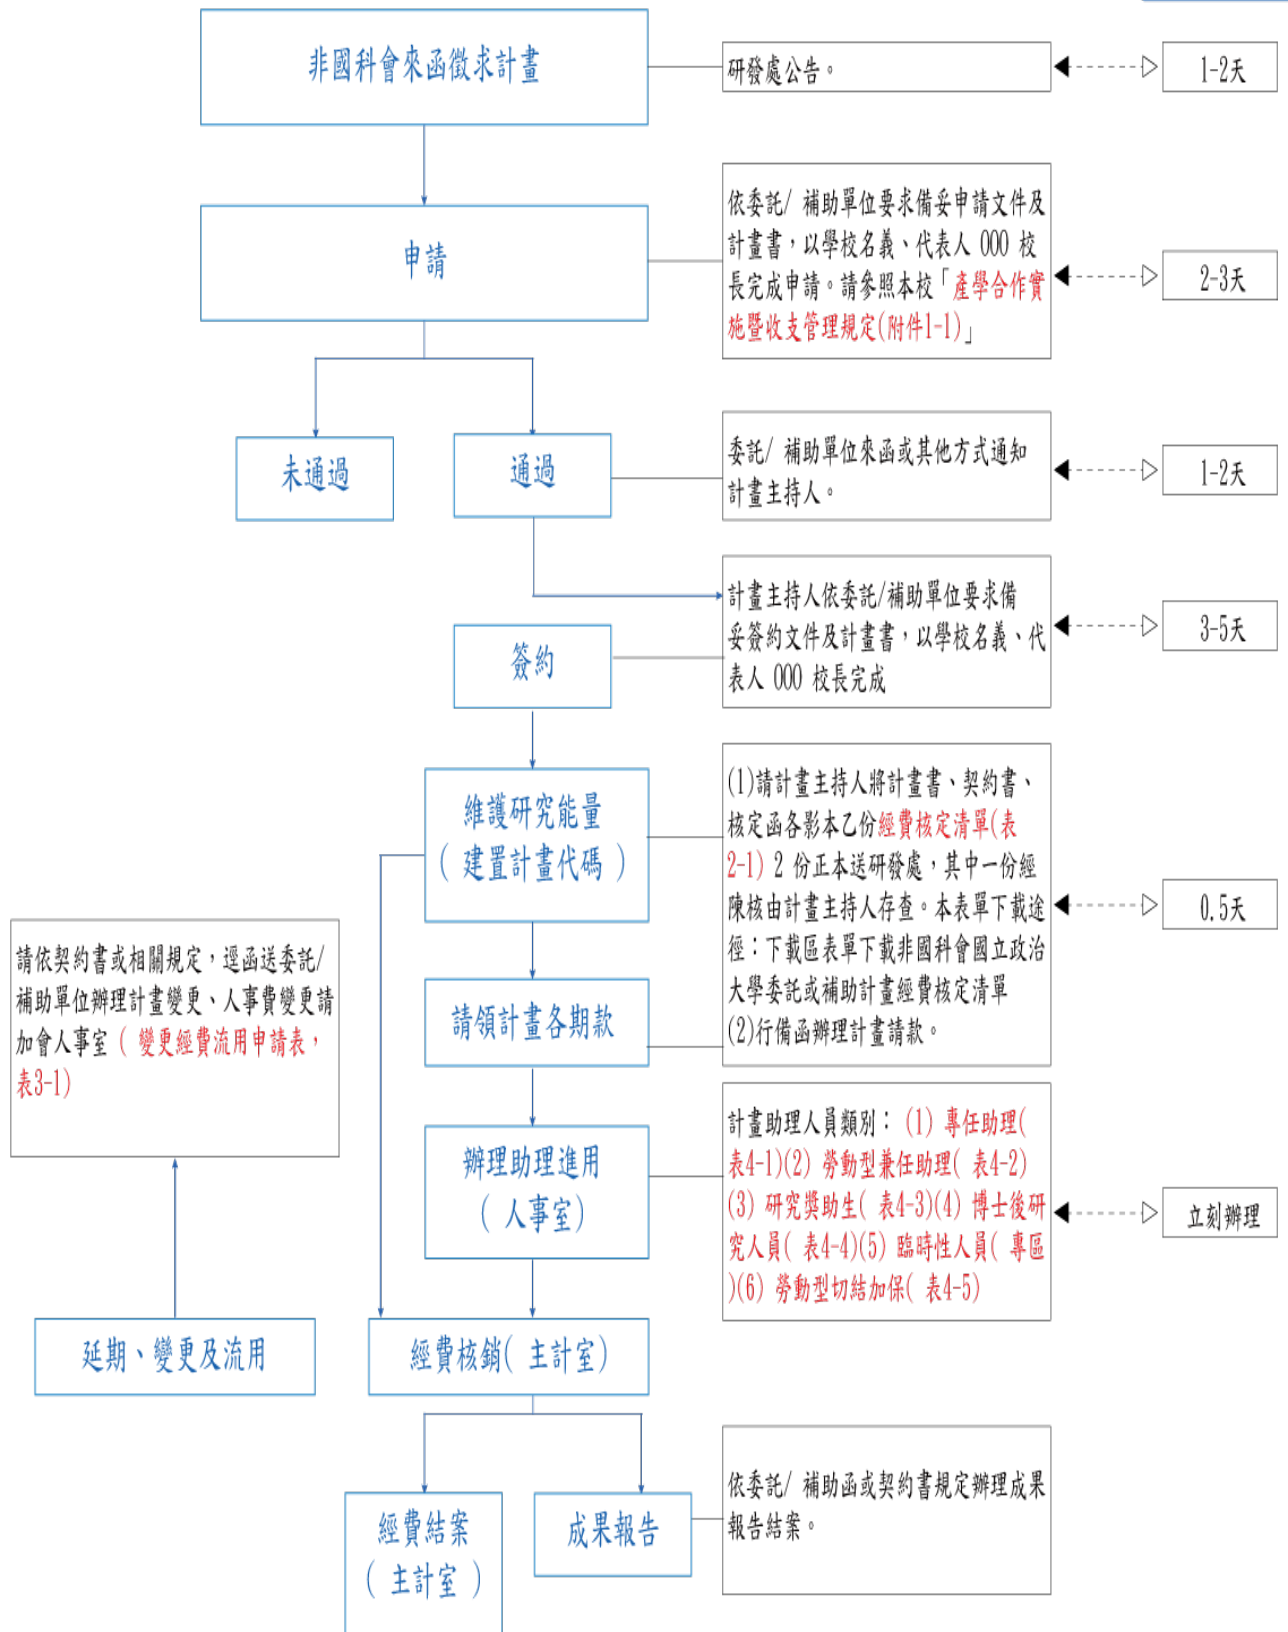 非國科會來函徵求計畫
研發處公告。
1-2天
申請
依委託/ 補助單位要求備妥申請文件及
計畫書，以學校名義、代表人 000 校
長完成申請。請參照本校「產學合作實
施暨收支管理規定(附件1-1)」
2-3天
未通過
通過
委託/ 補助單位來函或其他方式通知
計畫主持人。
1-2天
簽約
計畫主持人依委託/補助單位要求備
妥簽約文件及計畫書，以學校名義、代
表人 000 校長完成
3-5天
維護研究能量
( 建置計畫代碼 )
(1)請計畫主持人將計畫書、契約書、
核定函各影本乙份經費核定清單(表
2-1) 2 份正本送研發處，其中一份經
陳核由計畫主持人存查。本表單下載途
徑：下載區表單下載非國科會國立政治
大學委託或補助計畫經費核定清單
(2)行備函辦理計畫請款。
0.5天
請領計畫各期款
請依契約書或相關規定，逕函送委託/
補助單位辦理計畫變更、人事費變更請
加會人事室 ( 變更經費流用申請表，
表3-1)
辦理助理進用
( 人事室)
計畫助理人員類別： (1) 專任助理(
表4-1)(2) 勞動型兼任助理( 表4-2)
(3) 研究獎助生( 表4-3)(4) 博士後研
究人員( 表4-4)(5) 臨時性人員( 專區
)(6) 勞動型切結加保( 表4-5)
立刻辦理
延期、變更及流用
經費核銷( 主計室)
經費結案
( 主計室 )
成果報告
依委託/ 補助函或契約書規定辦理成果
報告結案。